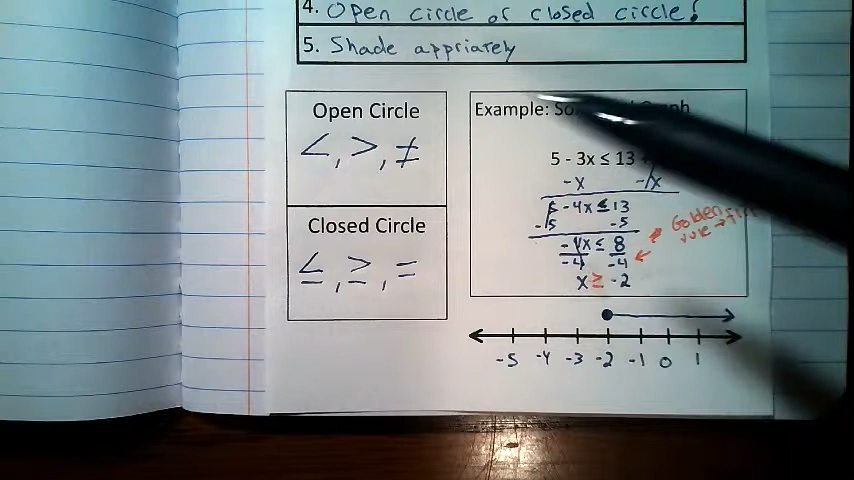 4. Open circle or closed circle!
5. Shade appriately
Open Circle
<, >, ≠
Closed Circle
≤, ≥, =
Example:
5 - 3x ≤ 13
-x -x
5 - 4x ≤ 13
-5 -5
-4x ≤ 8
-4 -4
x ≥ -2
Golden
rule →
-5 -4 -3 -2 -1 0 1